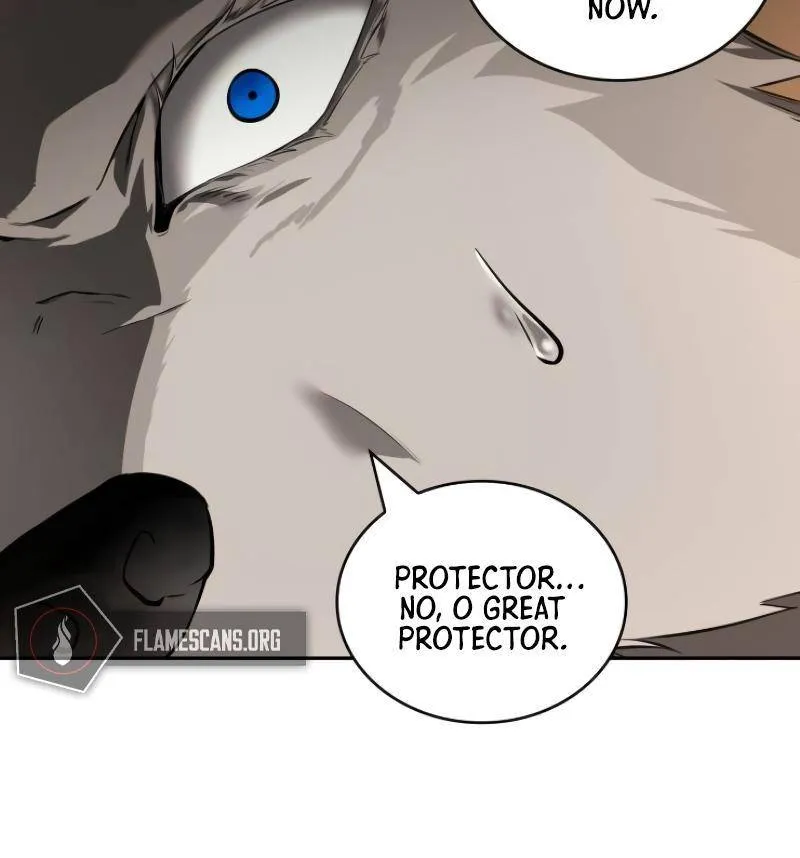 NOW.
PROTECTOR...
NO, O GREAT
PROTECTOR.
FLAMESCANS.ORG